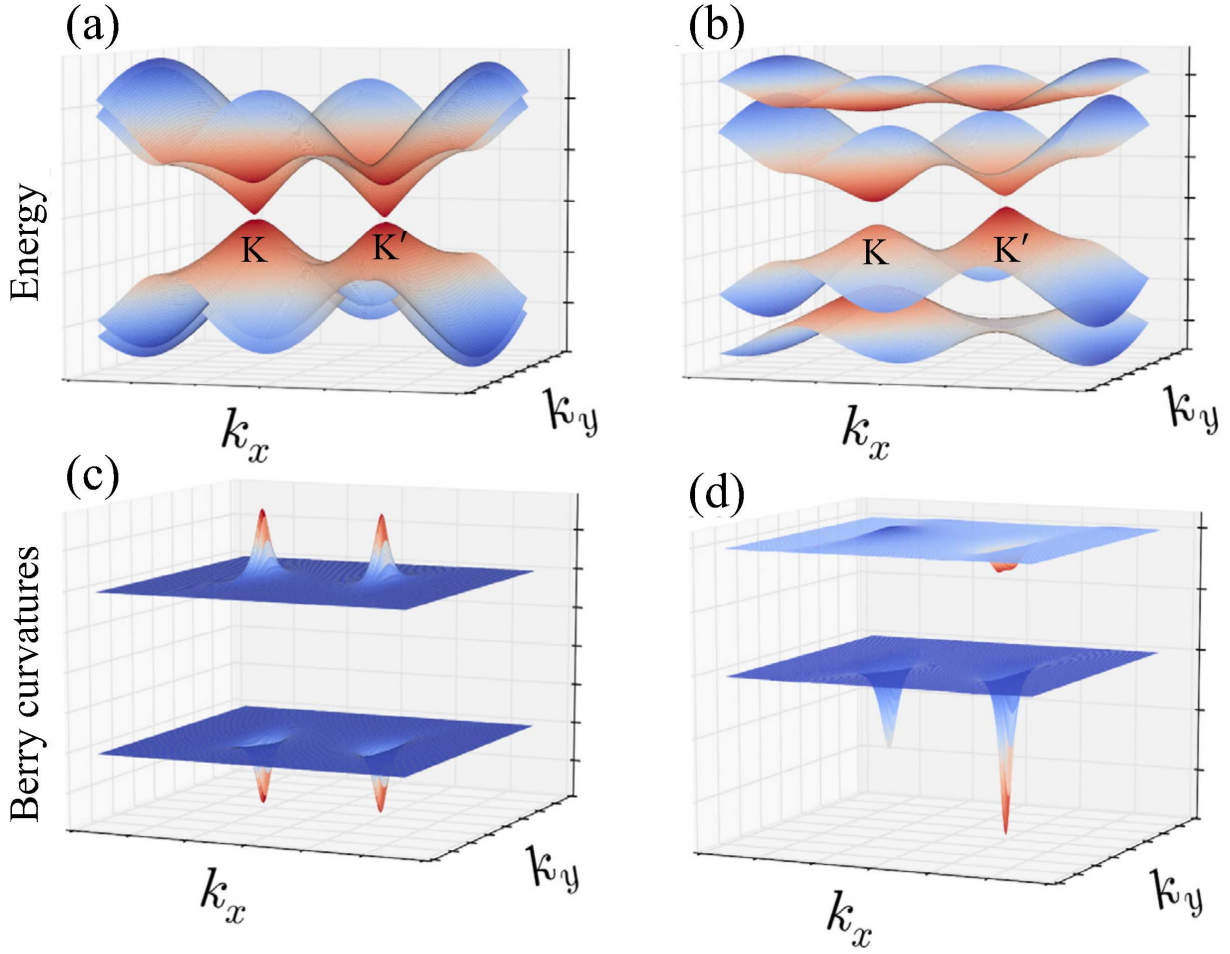 (a)
(b)
Energy
K
K′
K
K′
k_x
k_y
k_x
k_y
(c)
(d)
Berry curvatures
k_x
k_y
k_x
k_y